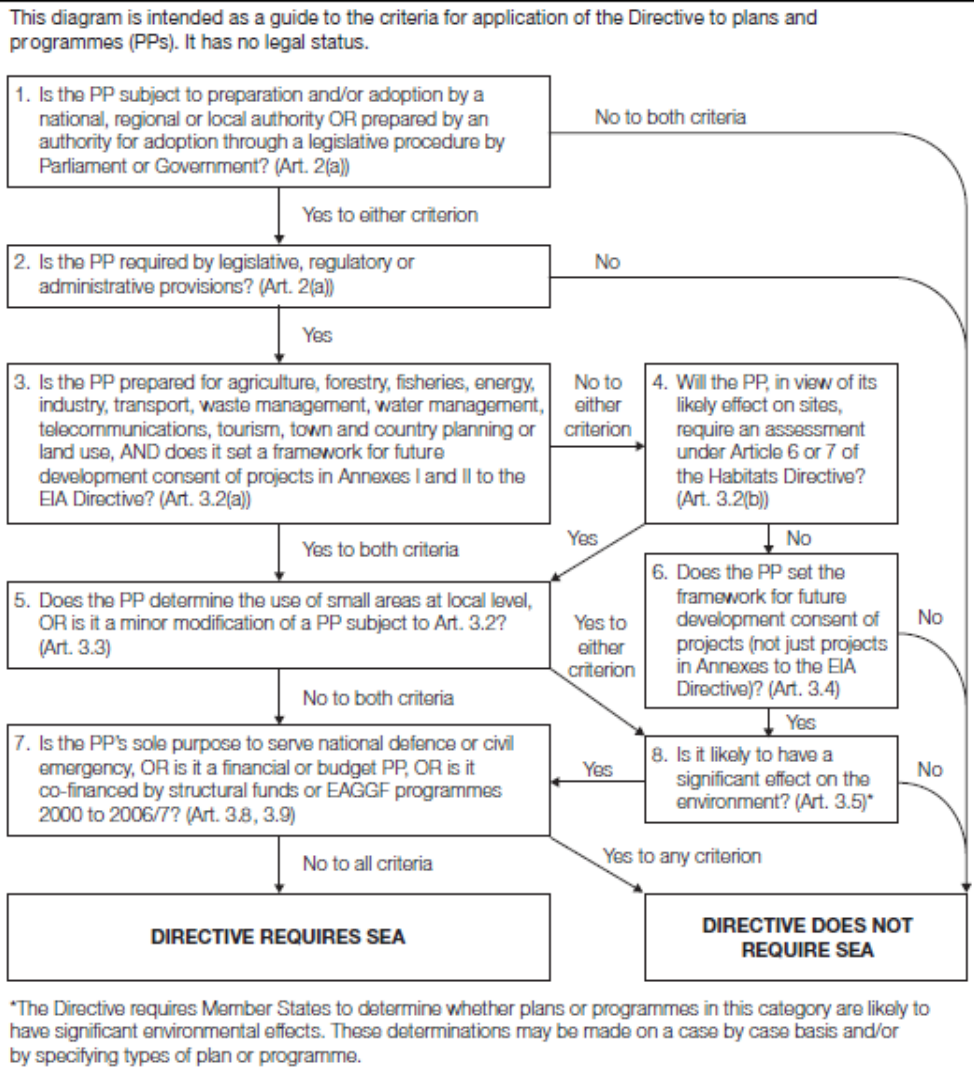 This diagram is intended as a guide to the criteria for application of the Directive to plans and
programmes (PPs). It has no legal status.
1. Is the PP subject to preparation and/or adoption by a
national, regional or local authority OR prepared by an
authority for adoption through a legislative procedure by
Parliament or Government? (Art. 2(a))
No to both criteria
Yes to either criterion
2. Is the PP required by legislative, regulatory or
administrative provisions? (Art. 2(a))
No
Yes
3. Is the PP prepared for agriculture, forestry, fisheries, energy,
industry, transport, waste management, water management,
telecommunications, tourism, town and country planning or
land use, AND does it set a framework for future
development consent of projects in Annexes I and II to the
EIA Directive? (Art. 3.2(a))
No to
either
criterion
4. Will the PP, in view of its
likely effect on sites,
require an assessment
under Article 6 or 7 of
the Habitats Directive?
(Art. 3.2(b))
Yes to both criteria
Yes
No
5. Does the PP determine the use of small areas at local level,
OR is it a minor modification of a PP subject to Art. 3.2?
(Art. 3.3)
Yes to
either
criterion
6. Does the PP set the
framework for future
development consent of
projects (not just projects
in Annexes to the EIA
Directive)? (Art. 3.4)
No
No to both criteria
Yes
7. Is the PP's sole purpose to serve national defence or civil
emergency, OR is it a financial or budget PP, OR is it
co-financed by structural funds or EAGGF programmes
2000 to 2006/7? (Art. 3.8, 3.9)
Yes
8. Is it likely to have a
significant effect on the
environment? (Art. 3.5)*
No
No to all criteria
Yes to any criterion
DIRECTIVE REQUIRES SEA
DIRECTIVE DOES NOT
REQUIRE SEA
*The Directive requires Member States to determine whether plans or programmes in this category are likely to
have significant environmental effects. These determinations may be made on a case by case basis and/or
by specifying types of plan or programme.